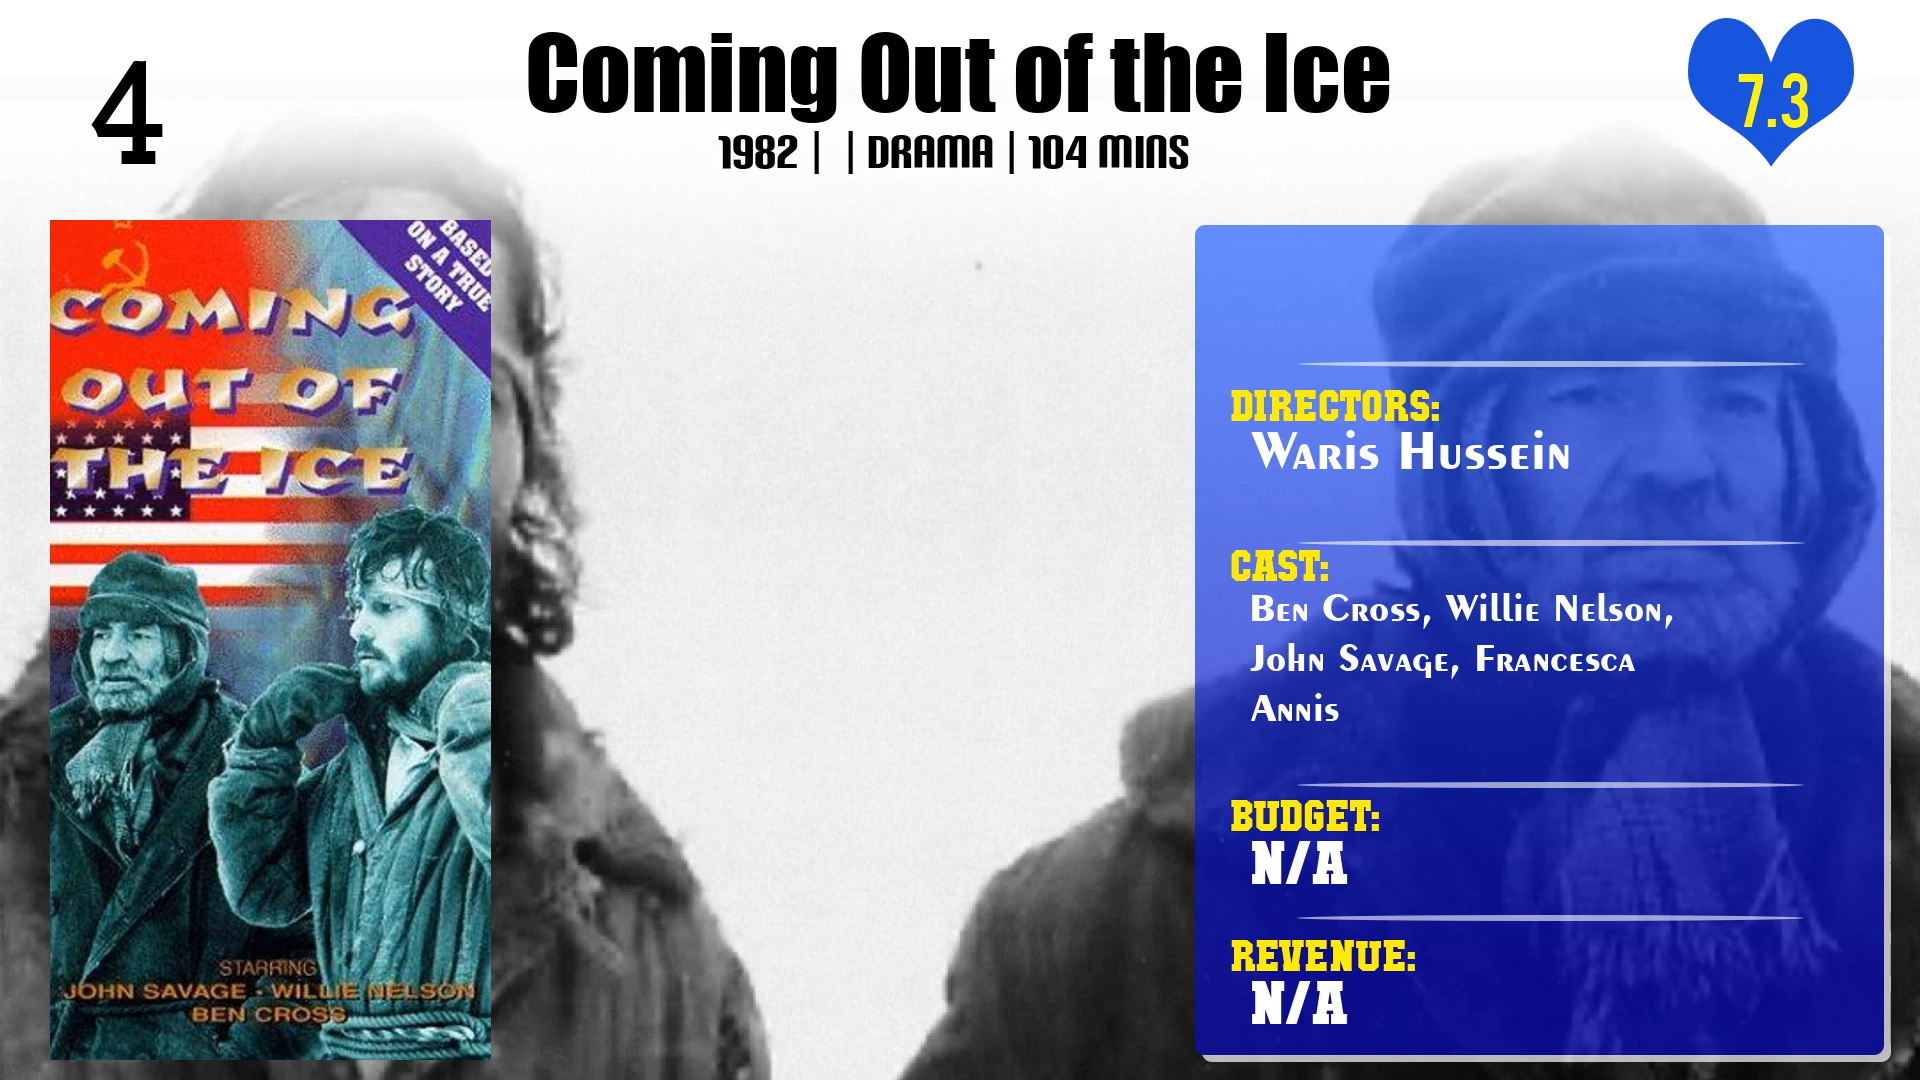 4
Coming Out of the Ice
1982 | | DRAMA | 104 MINS
7.3
BASED
ON A TRUE
STORY
COMING
OUT OF
THE ICE
STARRING
JOHN SAVAGE · WILLIE NELSON
BEN CROSS
DIRECTORS:
Waris Hussein
CAST:
Ben Cross, Willie Nelson,
John Savage, Francesca
Annis
BUDGET:
N/A
REVENUE:
N/A